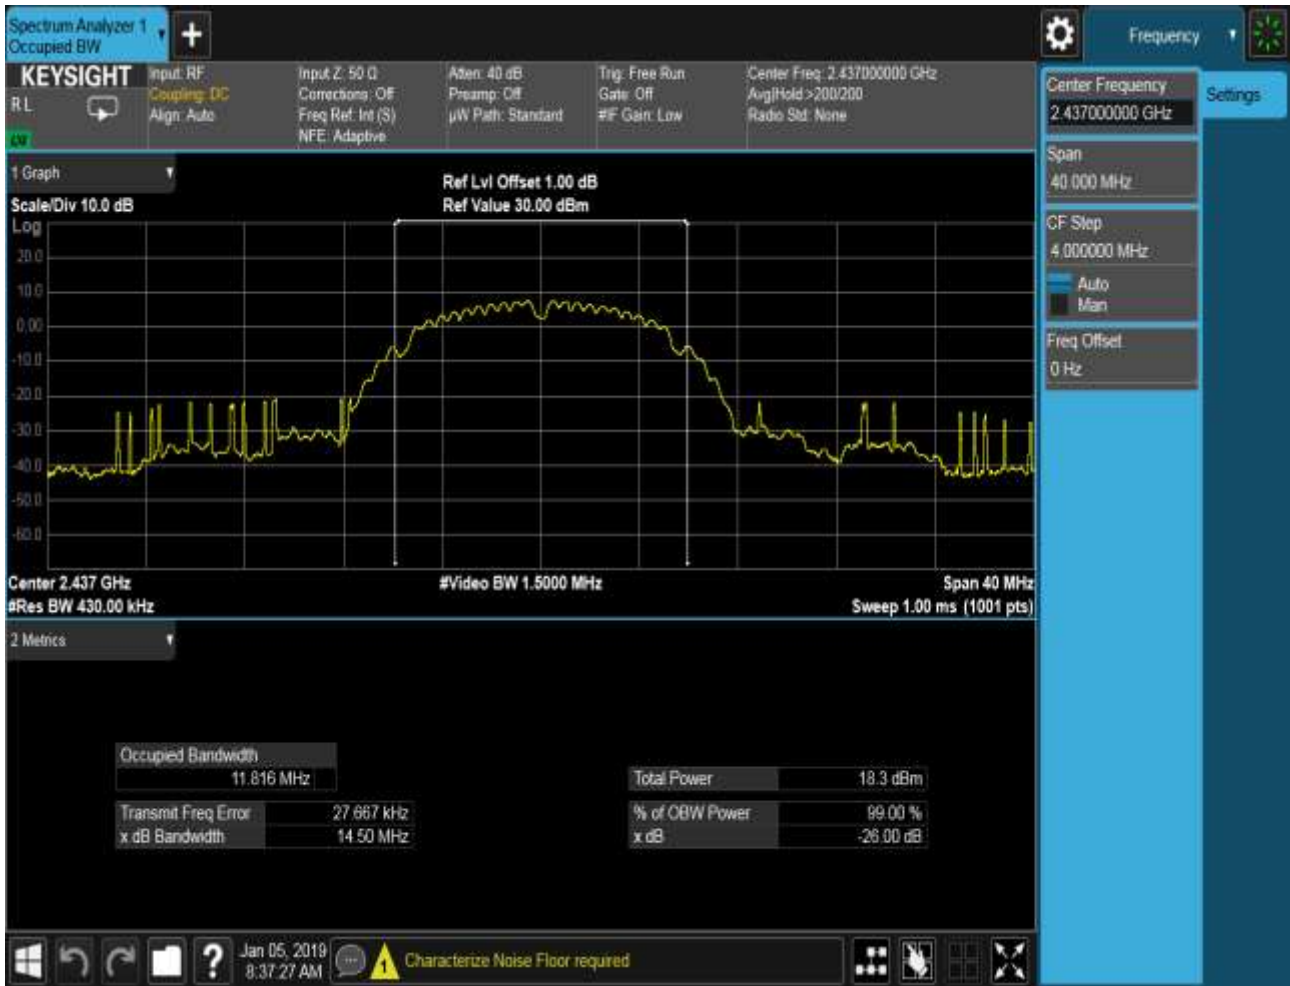 Spectrum Analyzer 1
Occupied BW
+
Frequency
KEYSIGHT
RL
LXI
Input: RF
Coupling: DC
Align: Auto
Input Z: 50 Ω
Corrections: Off
Freq Ref: Int (S)
NFE: Adaptive
Atten: 40 dB
Preamp: Off
µW Path: Standard
Trig: Free Run
Gate: Off
#IF Gain: Low
Center Freq: 2.437000000 GHz
Avg|Hold:>200/200
Radio Std: None
Center Frequency
2.437000000 GHz
Settings
Span
40.000 MHz
CF Step
4.000000 MHz
Auto
Man
Freq Offset
0 Hz
1 Graph
Scale/Div 10.0 dB
Ref Lvl Offset 1.00 dB
Ref Value 30.00 dBm
Log
20.0
10.0
0.00
-10.0
-20.0
-30.0
-40.0
-50.0
-60.0
Center 2.437 GHz
#Video BW 1.5000 MHz
Span 40 MHz
#Res BW 430.00 kHz
Sweep 1.00 ms (1001 pts)
2 Metrics
Occupied Bandwidth
11.816 MHz
Total Power 18.3 dBm
Transmit Freq Error 27.667 kHz
% of OBW Power 99.00 %
x dB Bandwidth 14.50 MHz
x dB -26.00 dB
?
Jan 05, 2019
8:37:27 AM
1
Characterize Noise Floor required